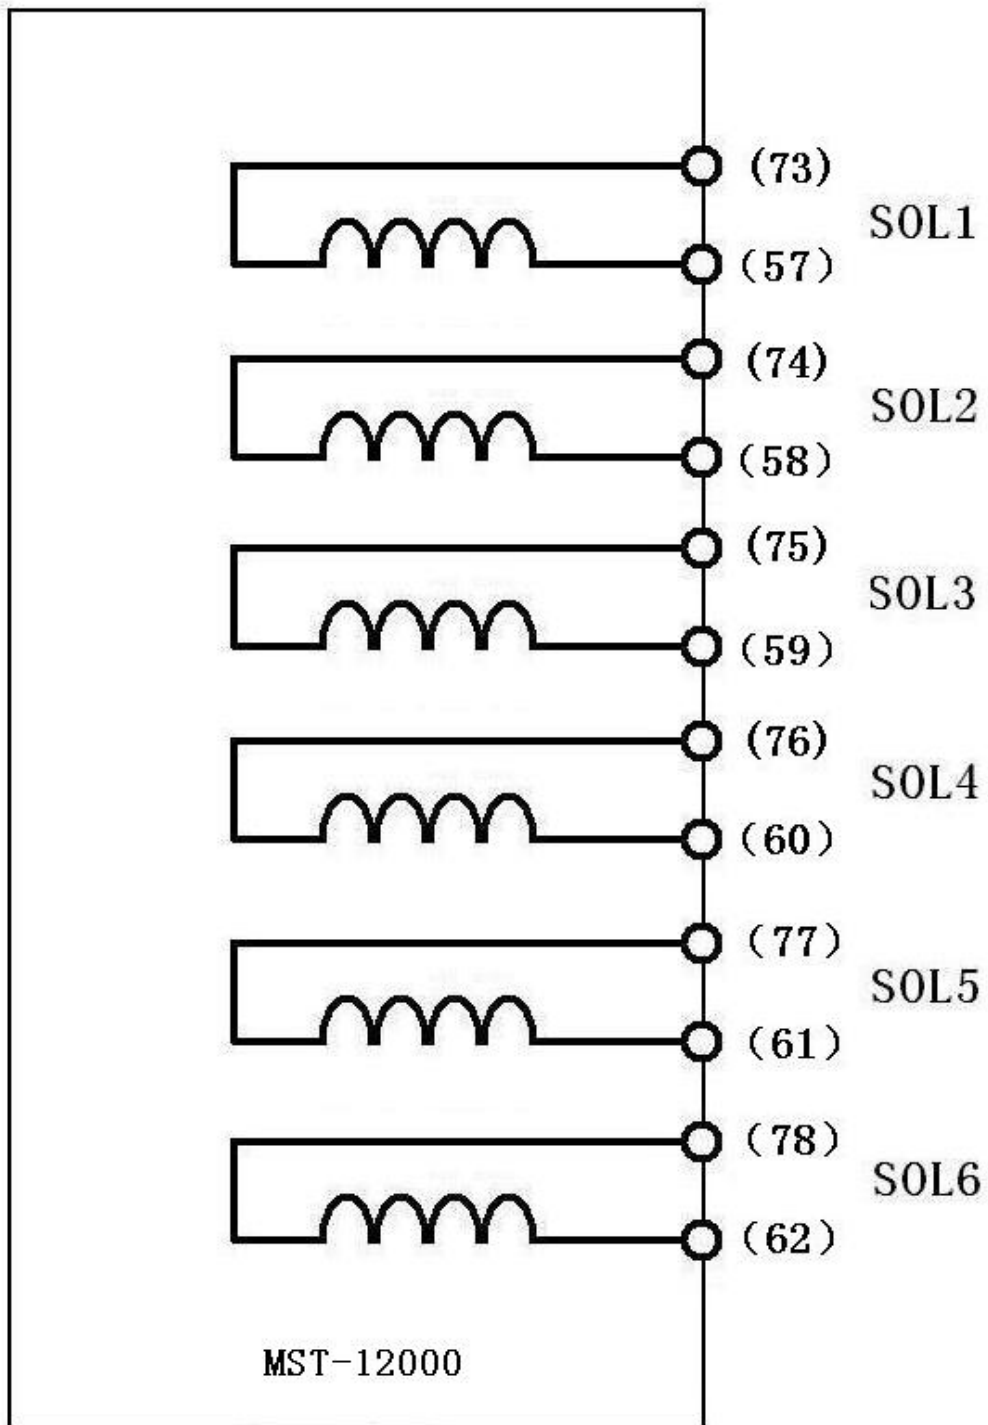 (73)
SOL1
(57)
(74)
SOL2
(58)
(75)
SOL3
(59)
(76)
SOL4
(60)
(77)
SOL5
(61)
(78)
SOL6
(62)
MST-12000